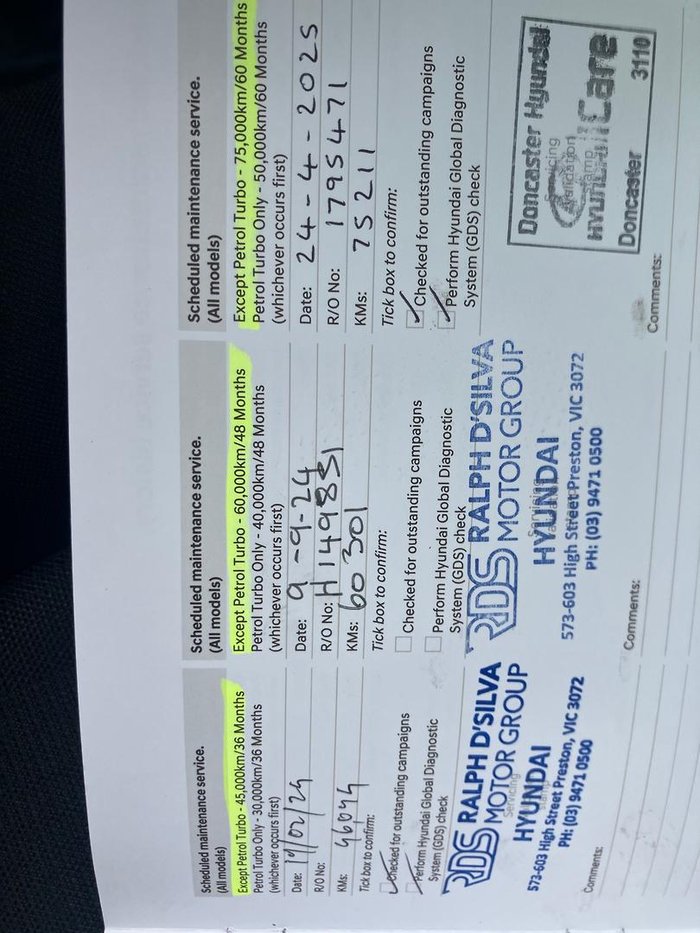 Scheduled maintenance service.
(All models)
Except Petrol Turbo - 45,000km/36 Months
Petrol Turbo Only - 30,000km/36 Months
(whichever occurs first)
Date: 19/02/24
R/O No:
KMs: 46,044
Tick box to confirm:
Checked for outstanding campaigns
Perform Hyundai Global Diagnostic
System (GDS) check
RDS RALPH D'SILVA
MOTOR GROUP
HYUNDAI
573-603 High Street Preston, VIC 3072
PH: (03) 9471 0500
Comments:
Scheduled maintenance service.
(All models)
Except Petrol Turbo - 60,000km/48 Months
Petrol Turbo Only - 40,000km/48 Months
(whichever occurs first)
Date: 9-9-24
R/O No: H149851
KMs: 60301
Tick box to confirm:
Checked for outstanding campaigns
Perform Hyundai Global Diagnostic
System (GDS) check
RDS RALPH D'SILVA
MOTOR GROUP
HYUNDAI
573-603 High Street Preston, VIC 3072
PH: (03) 9471 0500
Comments:
Scheduled maintenance service.
(All models)
Except Petrol Turbo - 75,000km/60 Months
Petrol Turbo Only - 50,000km/60 Months
(whichever occurs first)
Date: 24-4-2025
R/O No: 1795471
KMs: 75211
Tick box to confirm:
Checked for outstanding campaigns
Perform Hyundai Global Diagnostic
System (GDS) check
Doncaster Hyundai
Hyundai iCare
Doncaster 3110
Comments: